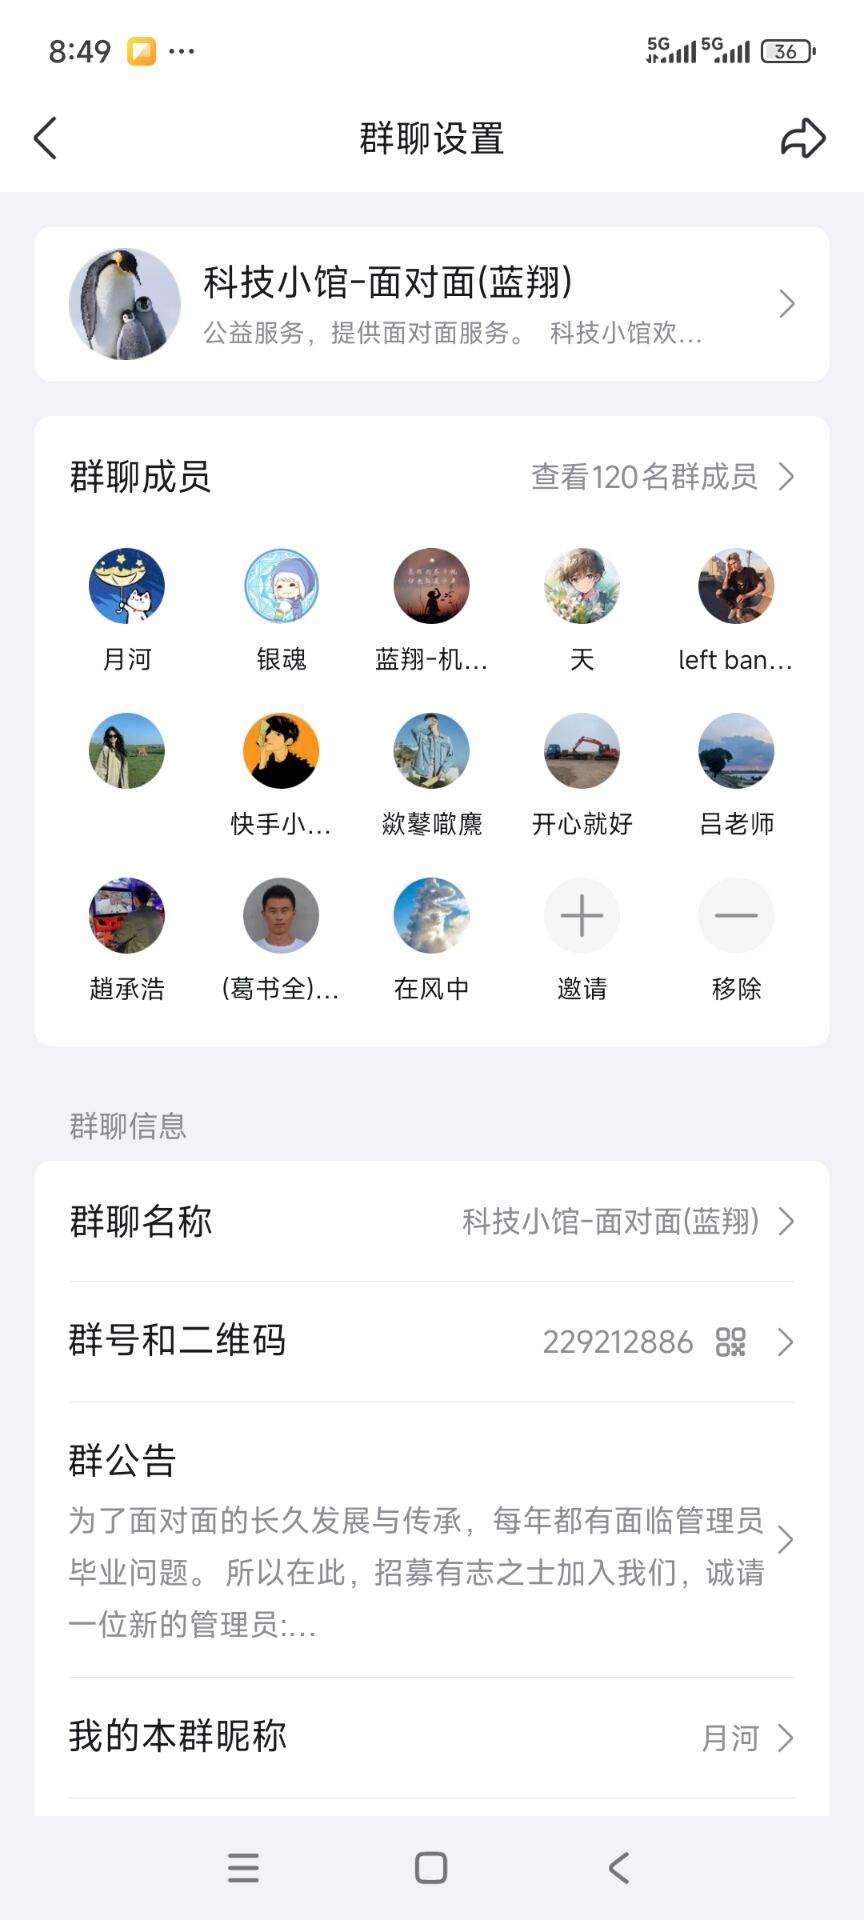 8:49
5G 5G 36
群聊设置
科技小馆-面对面(蓝翔)
公益服务，提供面对面服务。 科技小馆欢...
群聊成员
查看120名群成员
月河 银魂 蓝翔-机... 天 left ban...
快手小... 歘鼕噷麃 开心就好 吕老师
趙承浩 (葛书全)... 在风中 邀请 移除
群聊信息
群聊名称 科技小馆-面对面(蓝翔)
群号和二维码 229212886
群公告
为了面对面的长久发展与传承，每年都有面临管理员
毕业问题。 所以在此，招募有志之士加入我们，诚请
一位新的管理员:...
我的本群昵称 月河